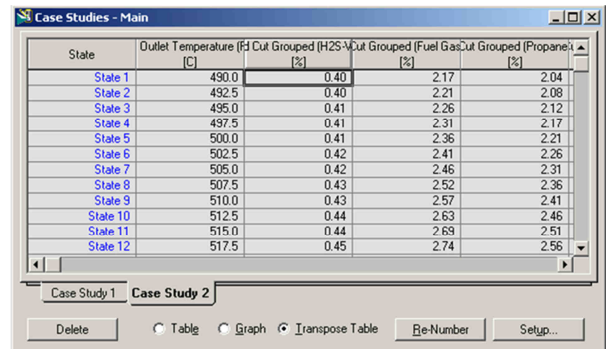 Case Studies - Main
State Outlet Temperature (F Cut Grouped (H2S-V Cut Grouped (Fuel Gas Cut Grouped (Propane
[C] [%] [%] [%]
State 1 490.0 0.40 2.17 2.04
State 2 492.5 0.40 2.21 2.08
State 3 495.0 0.41 2.26 2.12
State 4 497.5 0.41 2.31 2.17
State 5 500.0 0.41 2.36 2.21
State 6 502.5 0.42 2.41 2.26
State 7 505.0 0.42 2.46 2.31
State 8 507.5 0.43 2.52 2.36
State 9 510.0 0.43 2.57 2.41
State 10 512.5 0.44 2.63 2.46
State 11 515.0 0.44 2.69 2.51
State 12 517.5 0.45 2.74 2.56
Case Study 1 Case Study 2
Delete Table Graph Transpose Table Re-Number Setup...